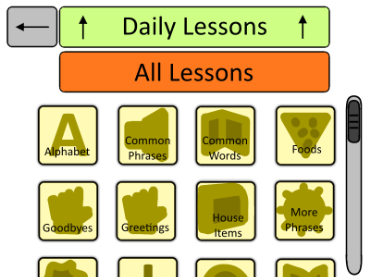 Daily Lessons
All Lessons
Alphabet
Common
Phrases
Common
Words
Foods
Goodbyes
Greetings
House
Items
More
Phrases